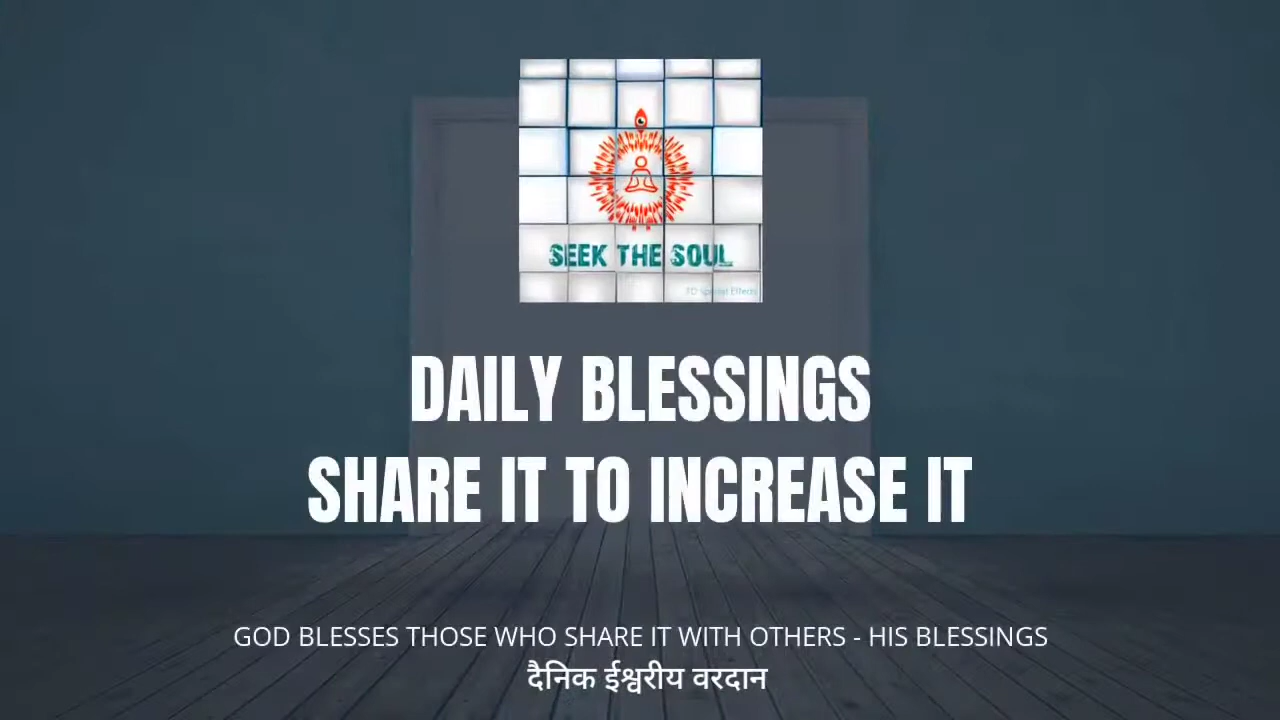 SEEK THE SOUL
DAILY BLESSINGS
SHARE IT TO INCREASE IT
GOD BLESSES THOSE WHO SHARE IT WITH OTHERS - HIS BLESSINGS
दैनिक ईश्वरीय वरदान